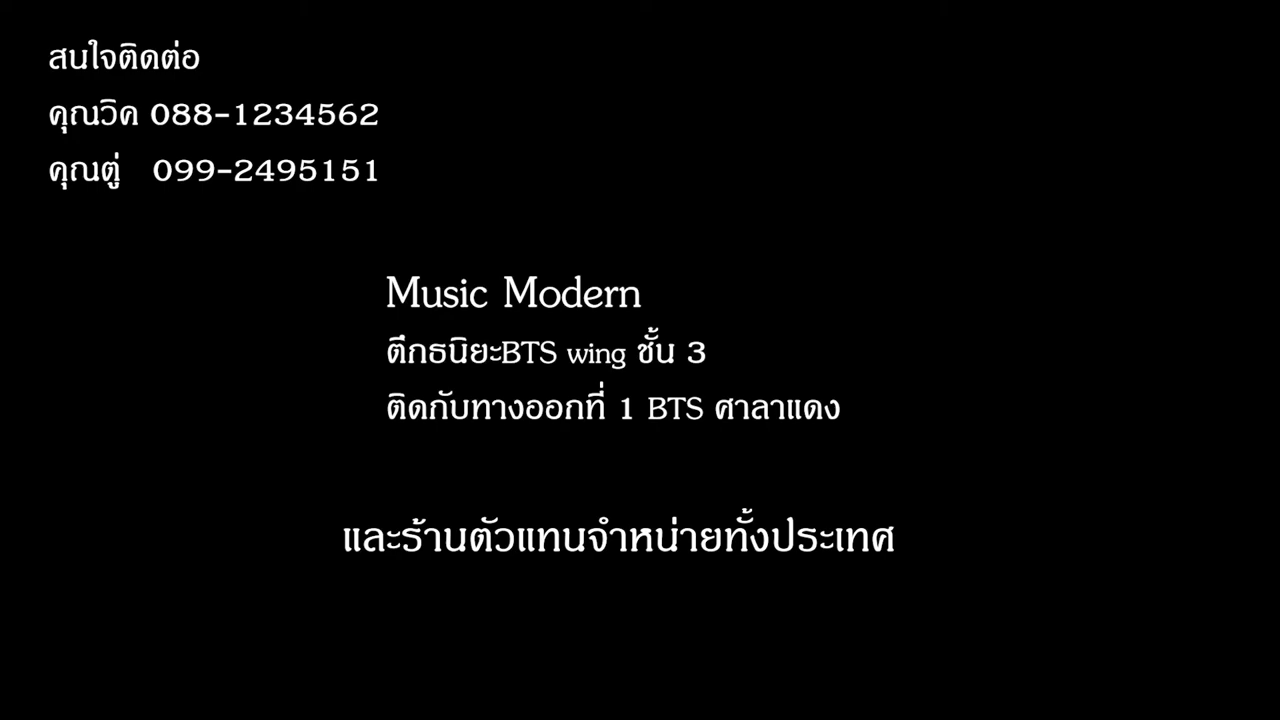 สนใจติดต่อ
คุณวิค 088-1234562
คุณตู่ 099-2495151
Music Modern
ตึกธนิยะBTS wing ชั้น 3
ติดกับทางออกที่ 1 BTS ศาลาแดง
และร้านตัวแทนจำหน่ายทั้งประเทศ